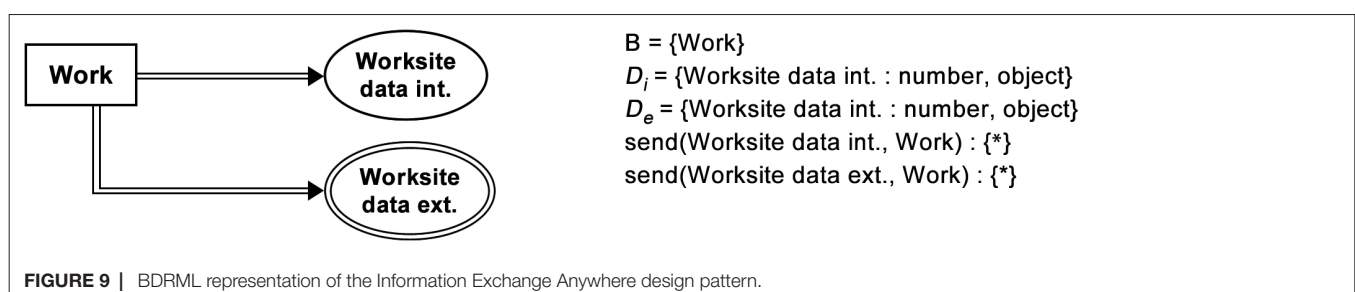 Work
Worksite
data int.
Worksite
data ext.
B = {Work}
D_i = {Worksite data int. : number, object}
D_e = {Worksite data int. : number, object}
send(Worksite data int., Work) : {*}
send(Worksite data ext., Work) : {*}
FIGURE 9 | BDRML representation of the Information Exchange Anywhere design pattern.